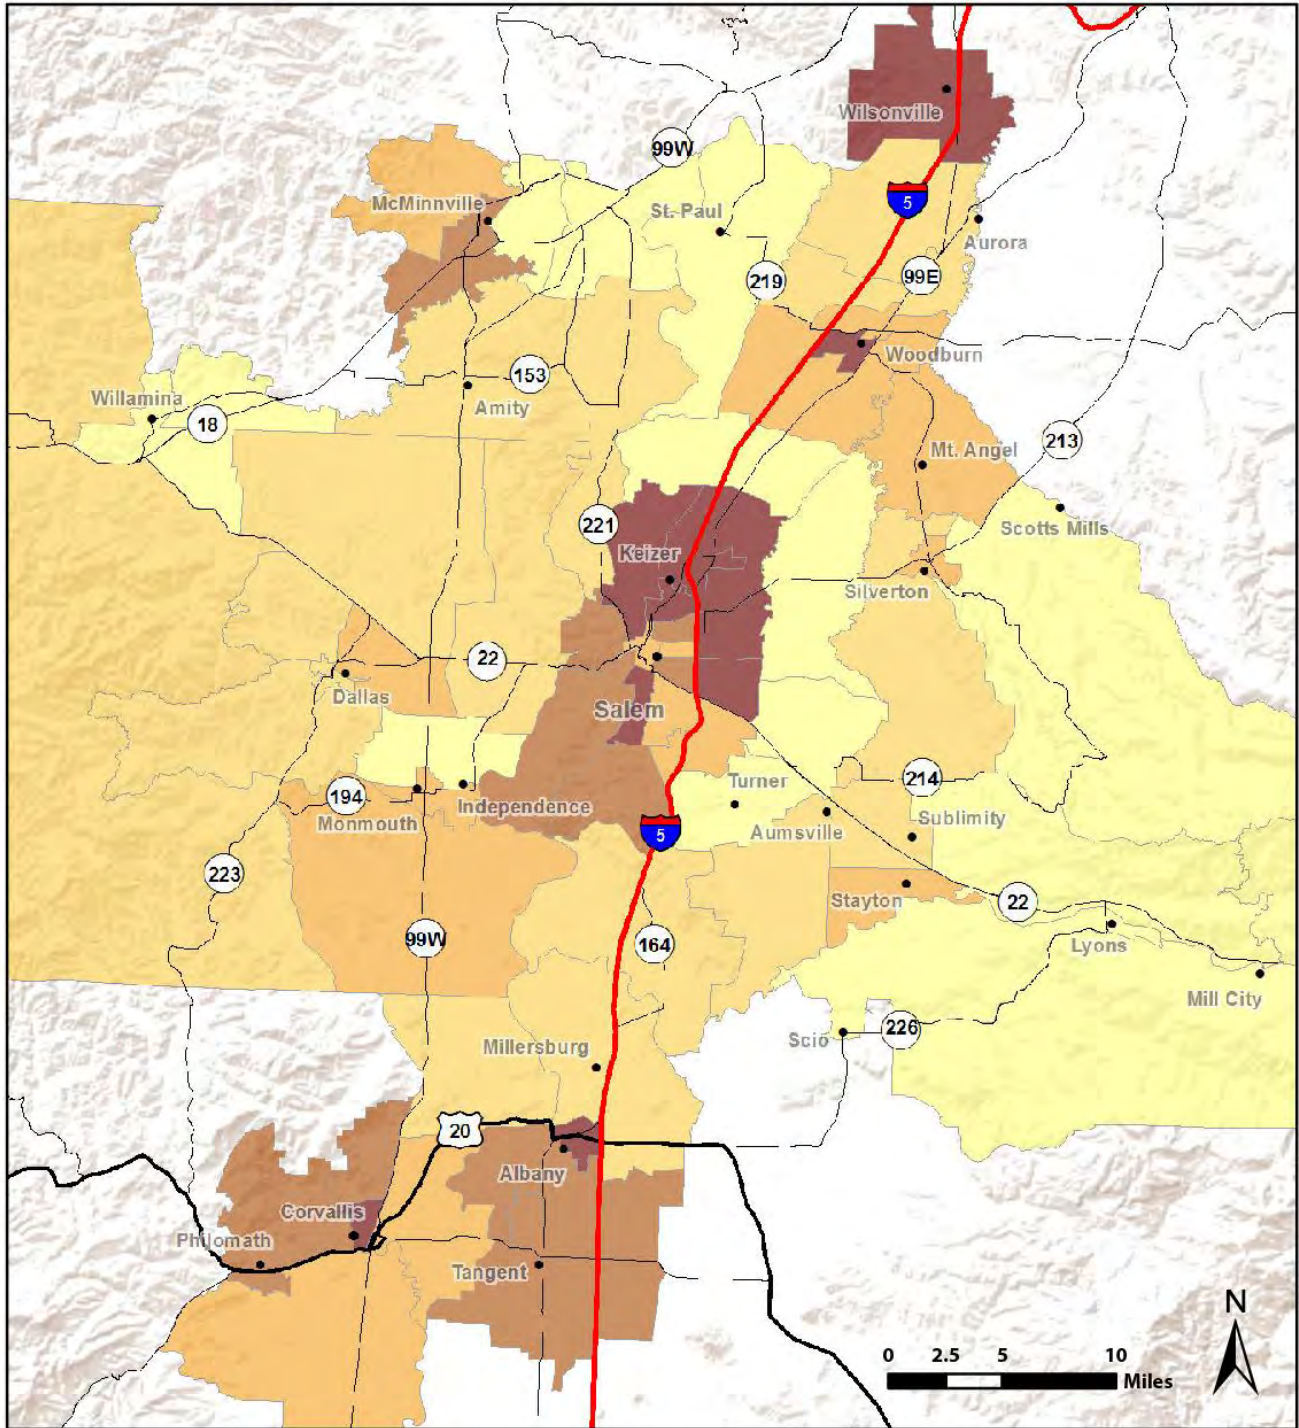 Wilsonville
99W
McMinnville
St. Paul
5
Aurora
219
99E
Woodburn
153
Willamina
Amity
18
213
Mt. Angel
221
Scotts Mills
Keizer
Silverton
22
Dallas
Salem
214
Turner
194
Independence
Monmouth
Aumsville
Sublimity
5
223
Stayton
22
99W
164
Lyons
Mill City
Scio
226
Millersburg
20
Albany
Corvallis
Philomath
Tangent
N
0 2.5 5 10
Miles